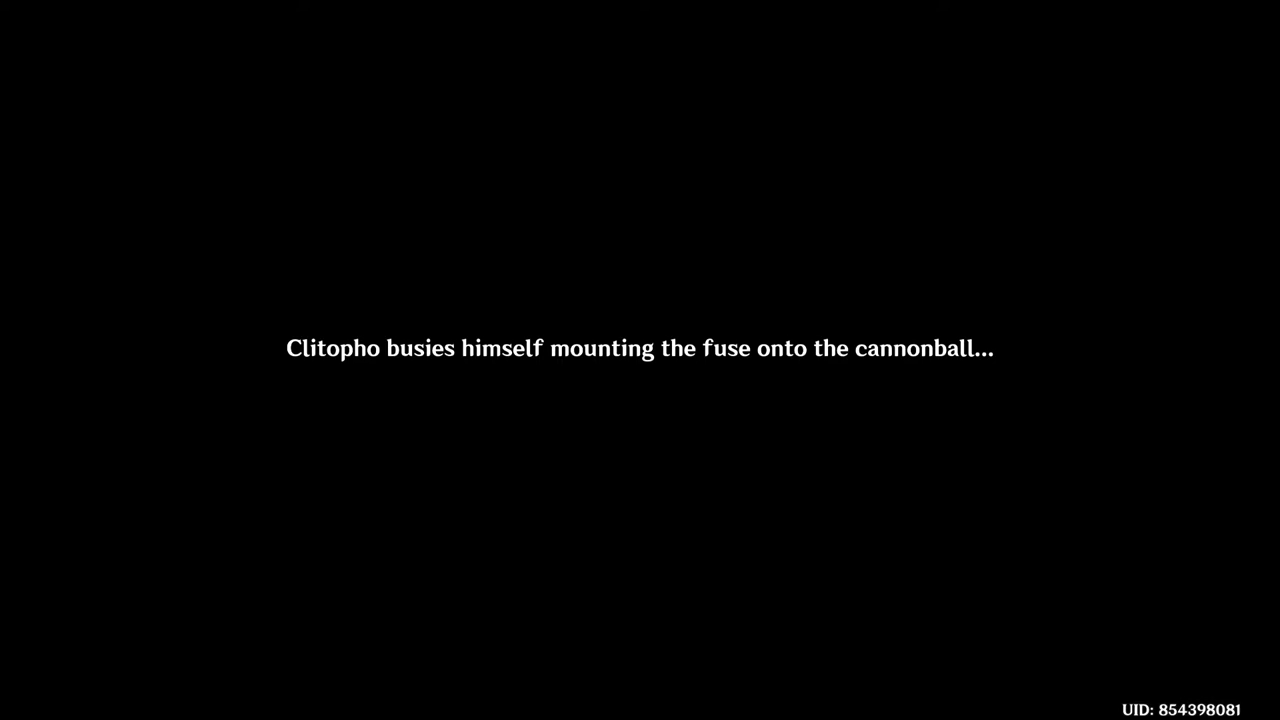 Clitopho busies himself mounting the fuse onto the cannonball...
UID: 854398081